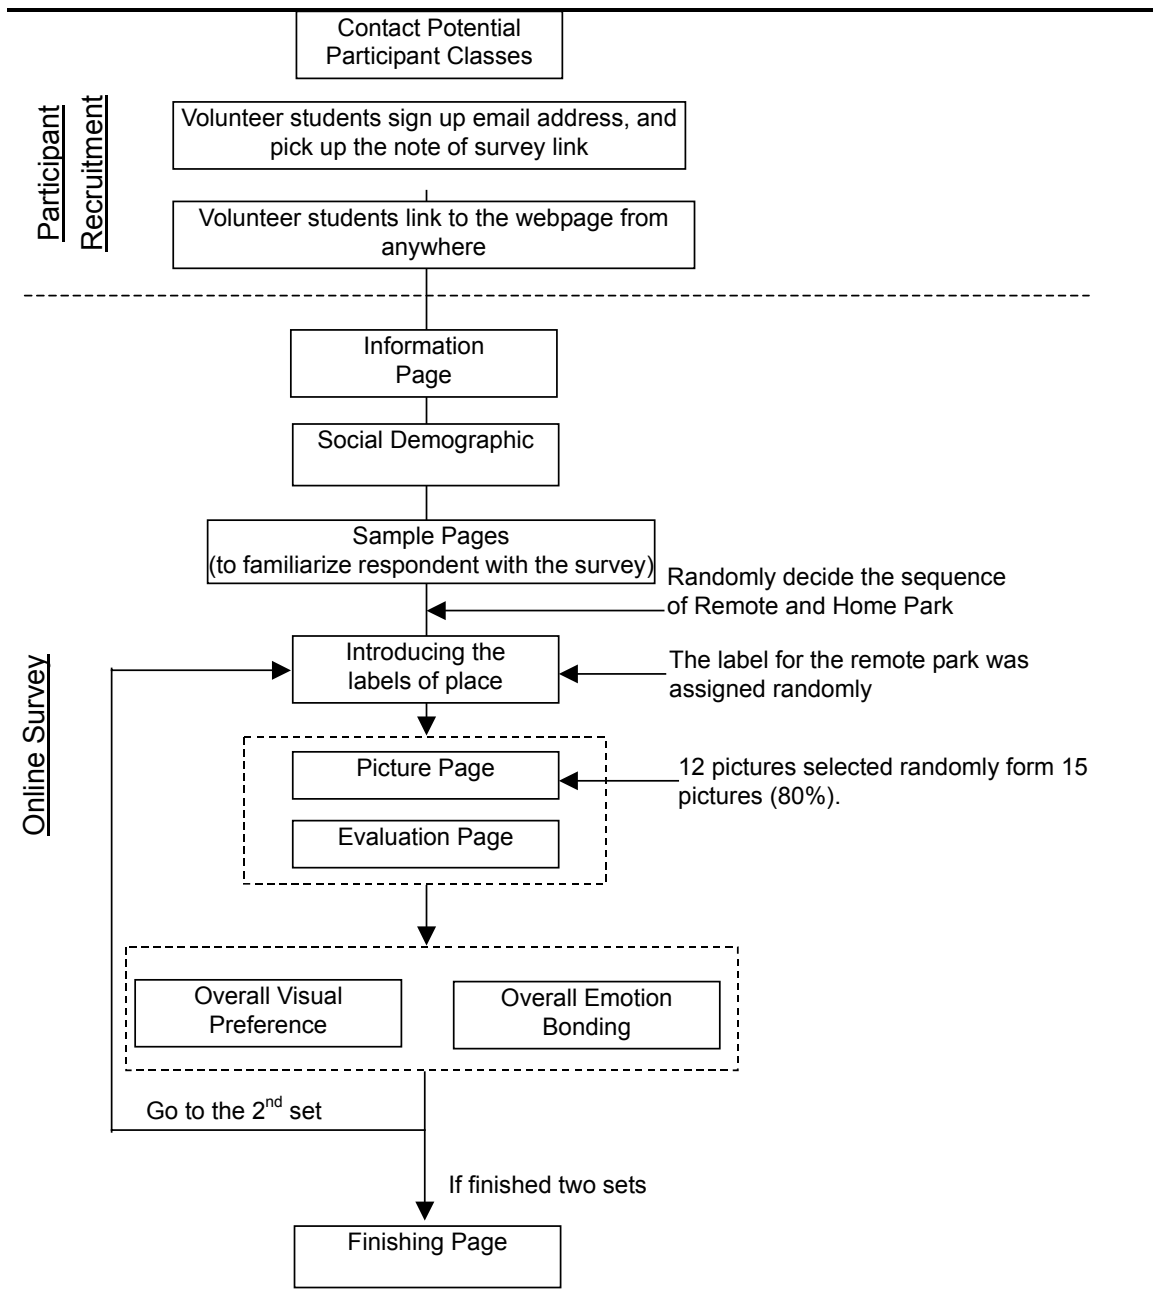 Contact Potential
Participant Classes
Participant
Recruitment
Volunteer students sign up email address, and
pick up the note of survey link
Volunteer students link to the webpage from
anywhere
Information
Page
Social Demographic
Sample Pages
(to familiarize respondent with the survey)
Randomly decide the sequence
of Remote and Home Park
Online Survey
Introducing the
labels of place
The label for the remote park was
assigned randomly
Picture Page
12 pictures selected randomly form 15
pictures (80%).
Evaluation Page
Overall Visual
Preference
Overall Emotion
Bonding
Go to the 2nd set
If finished two sets
Finishing Page